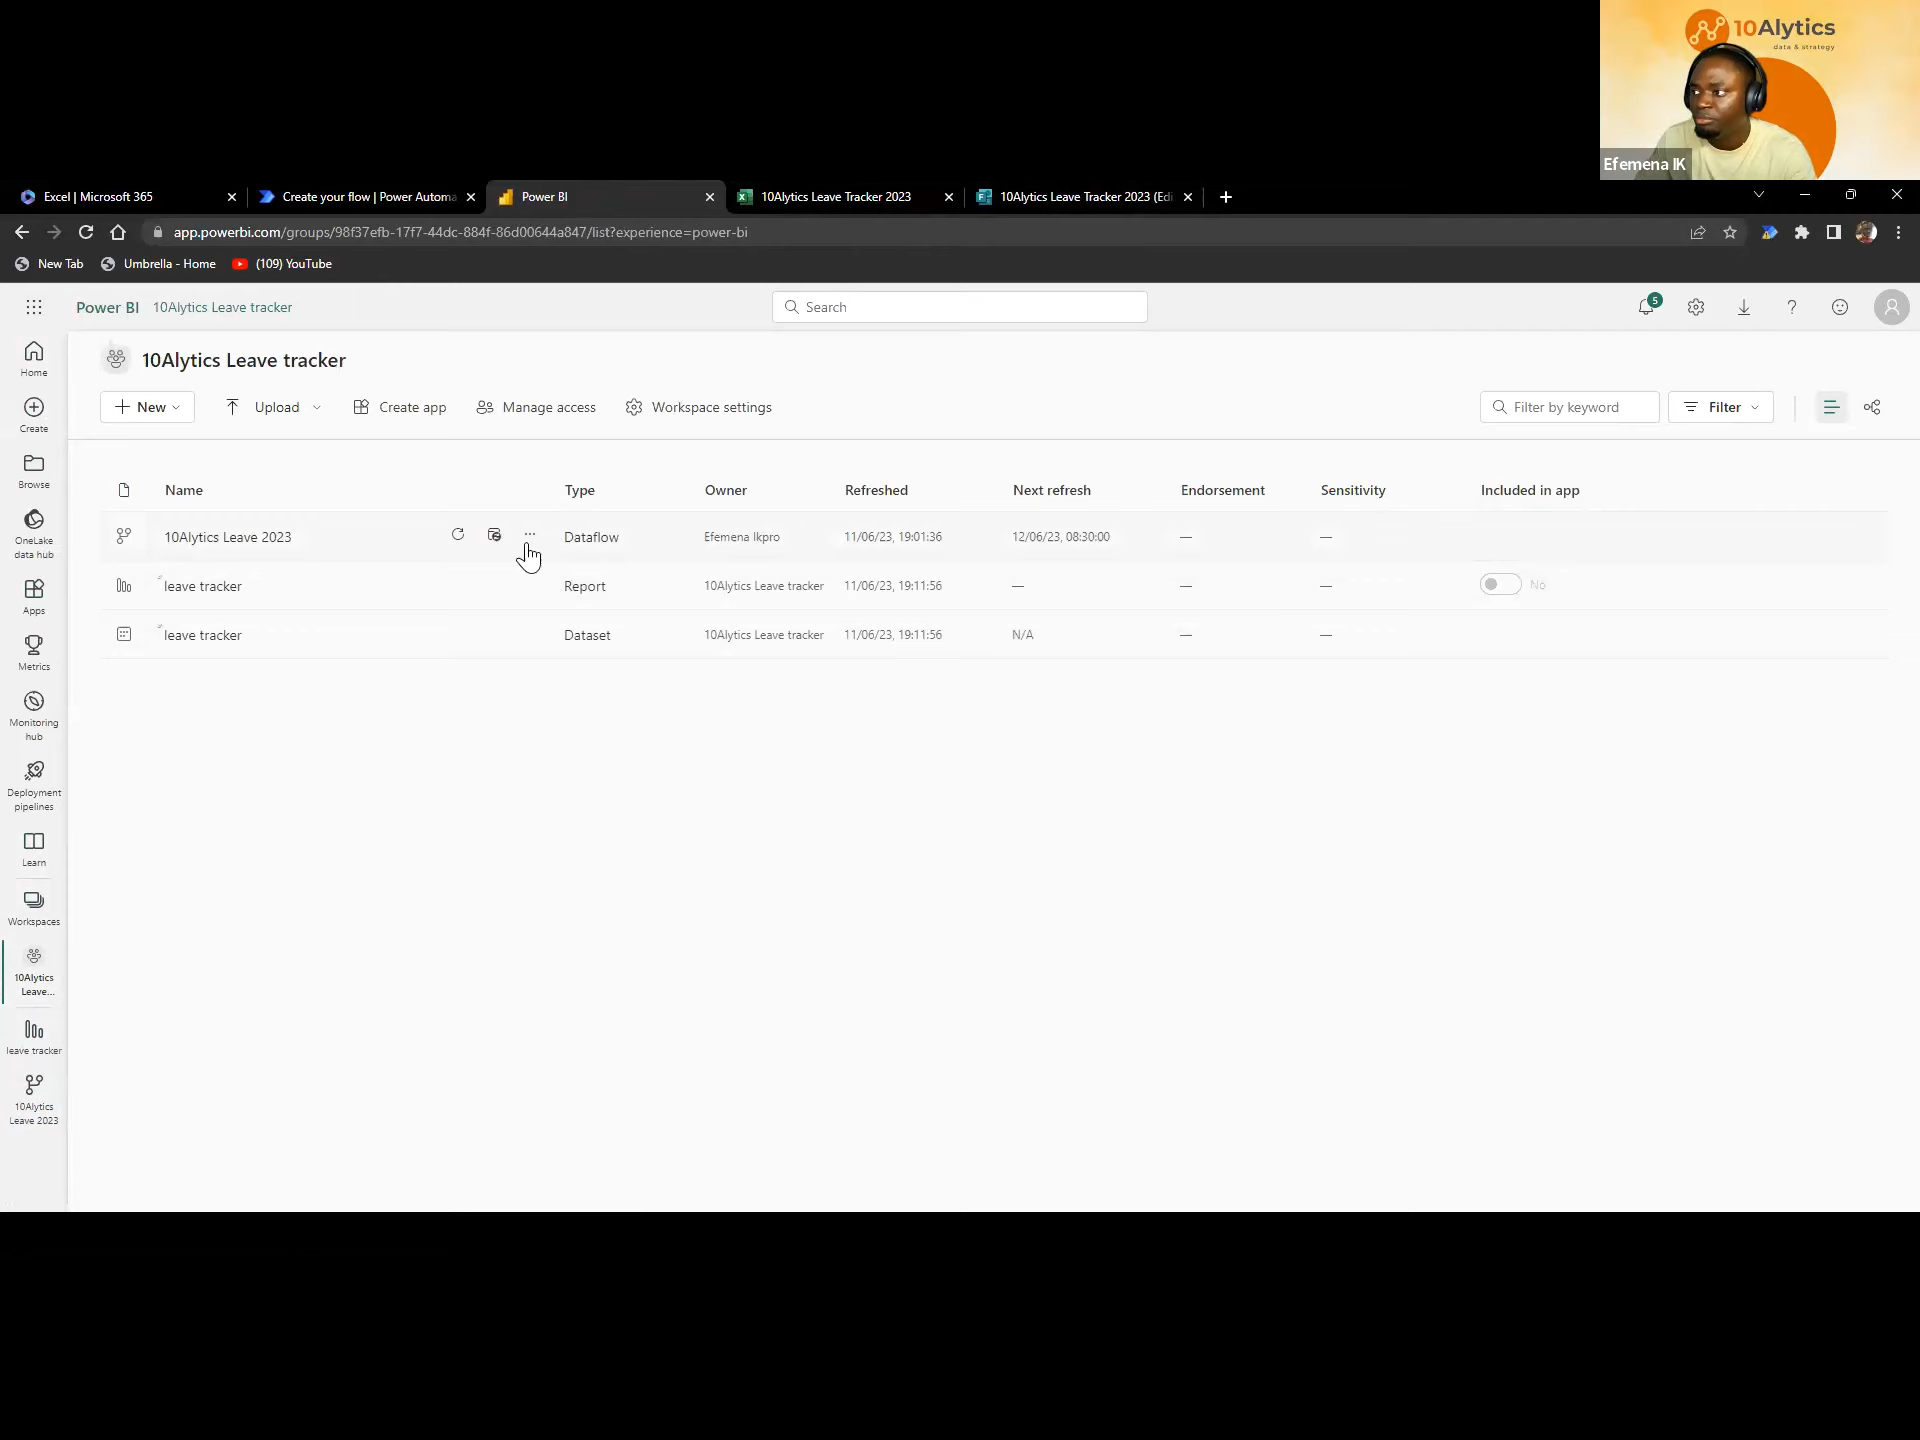 10Alytics
data & strategy
Efemena IK
Excel | Microsoft 365
Create your flow | Power Automa
Power BI
10Alytics Leave Tracker 2023
10Alytics Leave Tracker 2023 (Edi
app.powerbi.com/groups/98f37efb-17f7-44dc-884f-86d00644a847/list?experience=power-bi
New Tab
Umbrella - Home
(109) YouTube
Power BI
10Alytics Leave tracker
Search
5
Home
Create
Browse
OneLake
data hub
Apps
Metrics
Monitoring
hub
Deployment
pipelines
Learn
Workspaces
10Alytics
Leave...
leave tracker
10Alytics
Leave 2023
10Alytics Leave tracker
New
Upload
Create app
Manage access
Workspace settings
Filter by keyword
Filter
Name Type Owner Refreshed Next refresh Endorsement Sensitivity Included in app
10Alytics Leave 2023 Dataflow Efemena Ikpro 11/06/23, 19:01:36 12/06/23, 08:30:00 — —
leave tracker Report 10Alytics Leave tracker 11/06/23, 19:11:56 — — — No
leave tracker Dataset 10Alytics Leave tracker 11/06/23, 19:11:56 N/A — —